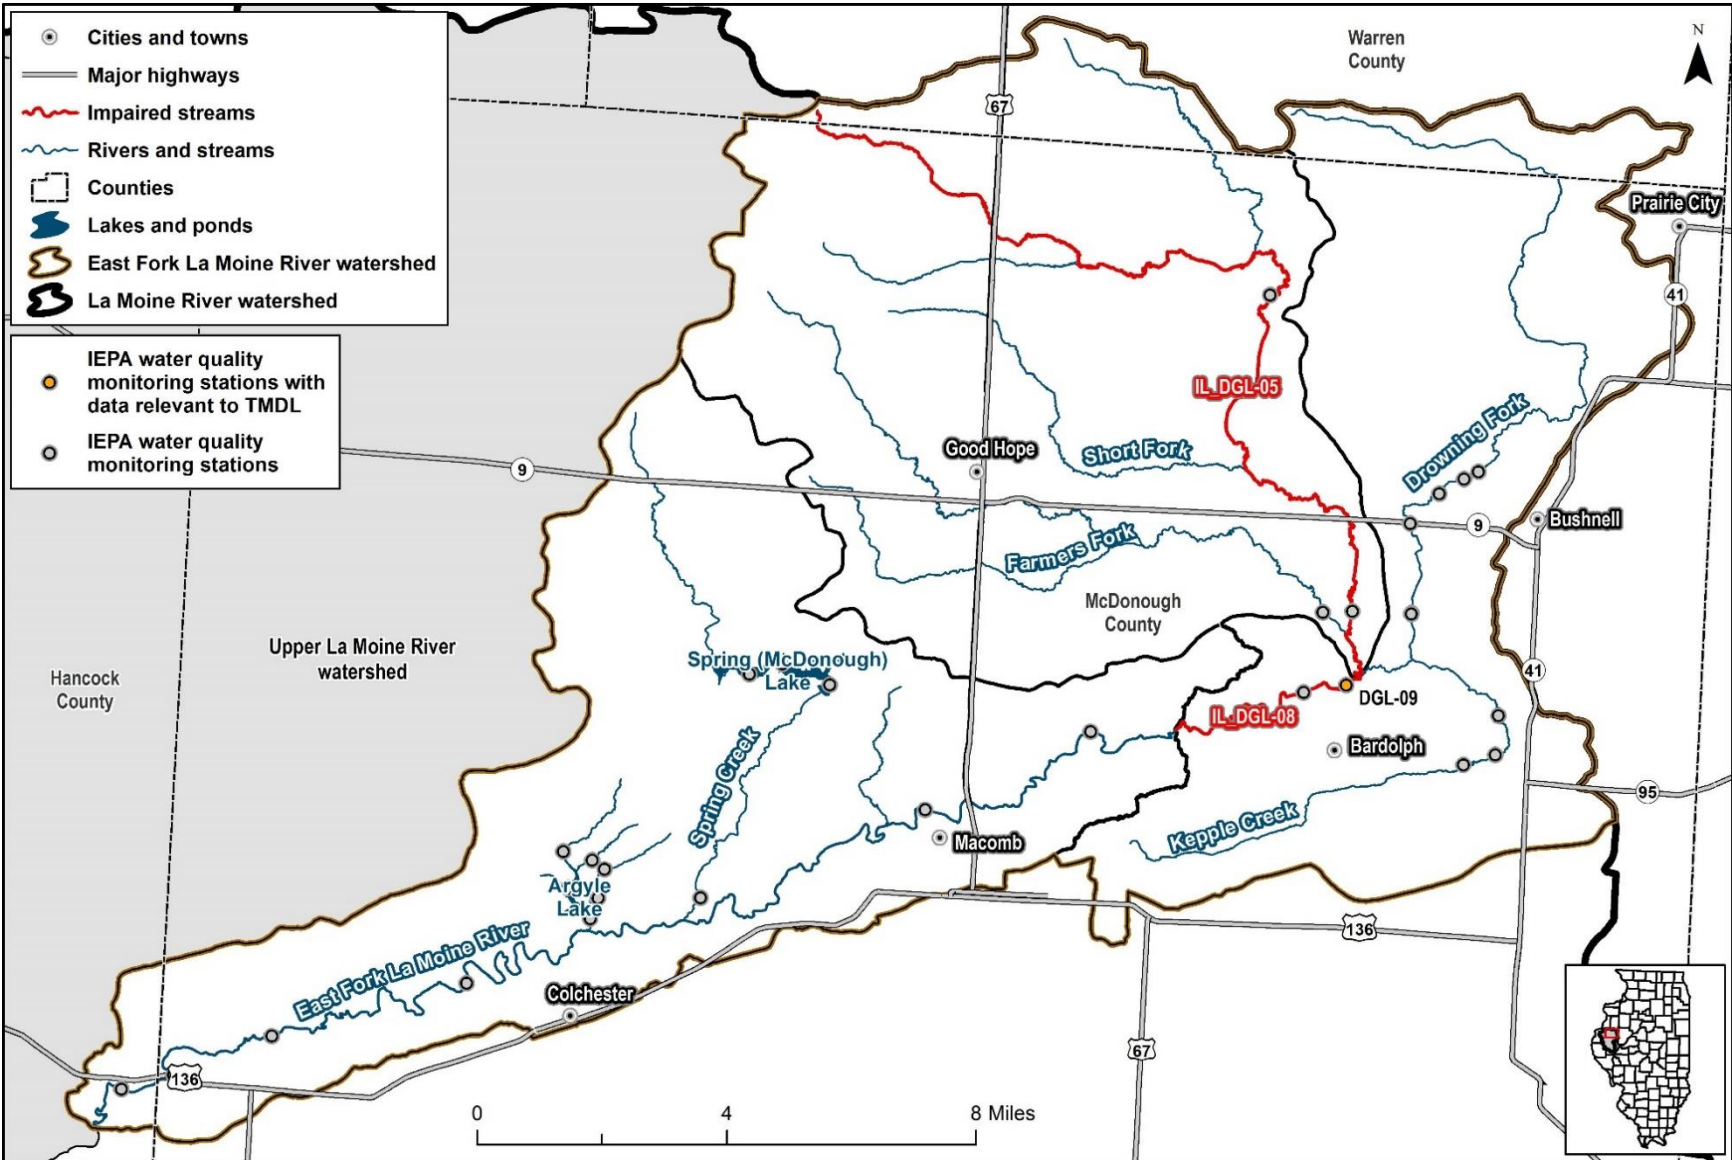 Cities and towns
Major highways
Impaired streams
Rivers and streams
Counties
Lakes and ponds
East Fork La Moine River watershed
La Moine River watershed
IEPA water quality
monitoring stations with
data relevant to TMDL
IEPA water quality
monitoring stations
Warren
County
N
67
Prairie City
41
IL_DGL-05
Drowning Fork
Good Hope
Short Fork
9
9
Bushnell
Farmers Fork
McDonough
County
Upper La Moine River
watershed
Hancock
County
Spring (McDonough)
Lake
41
DGL-09
IL_DGL-08
Bardolph
Spring Creek
95
Kepple Creek
Macomb
Argyle
Lake
136
East Fork La Moine River
Colchester
67
136
0 4 8 Miles